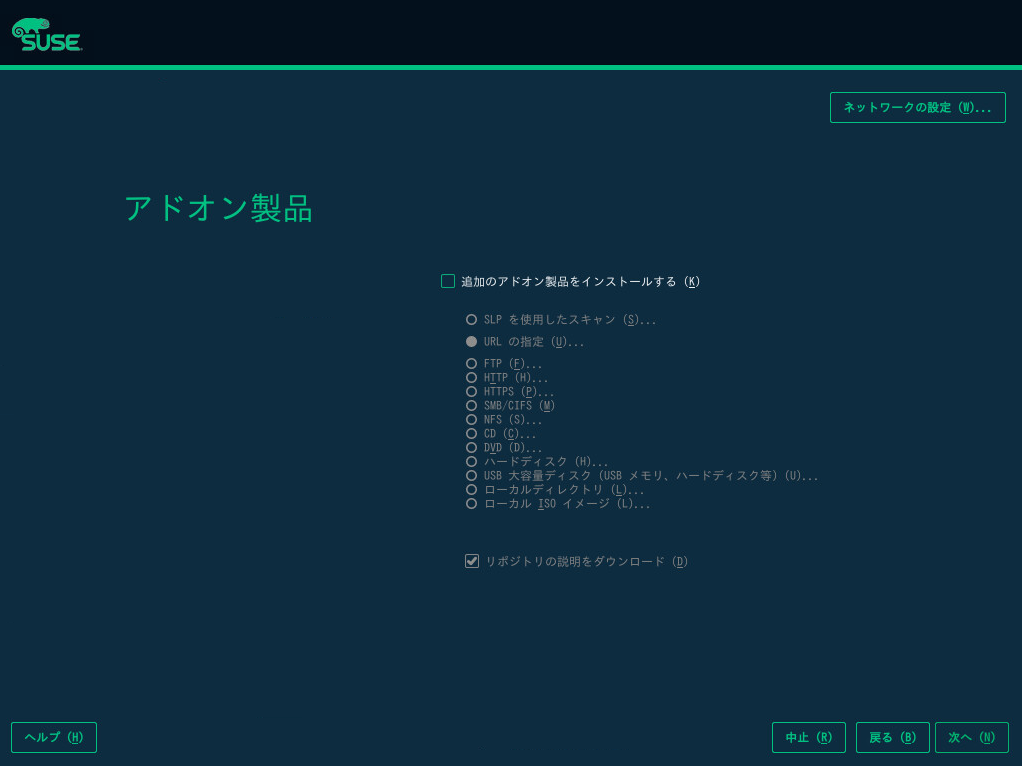 SUSE
ネットワークの設定 (W)...
アドオン製品
追加のアドオン製品をインストールする (K)
SLP を使用したスキャン (S)...
URL の指定 (U)...
FTP (F)...
HTTP (H)...
HTTPS (P)...
SMB/CIFS (M)
NFS (S)...
CD (C)...
DVD (D)...
ハードディスク (H)...
USB 大容量ディスク (USB メモリ、ハードディスク等) (U)...
ローカルディレクトリ (L)...
ローカル ISO イメージ (L)...
リポジトリの説明をダウンロード (D)
ヘルプ (H)
中止 (R)
戻る (B)
次へ (N)